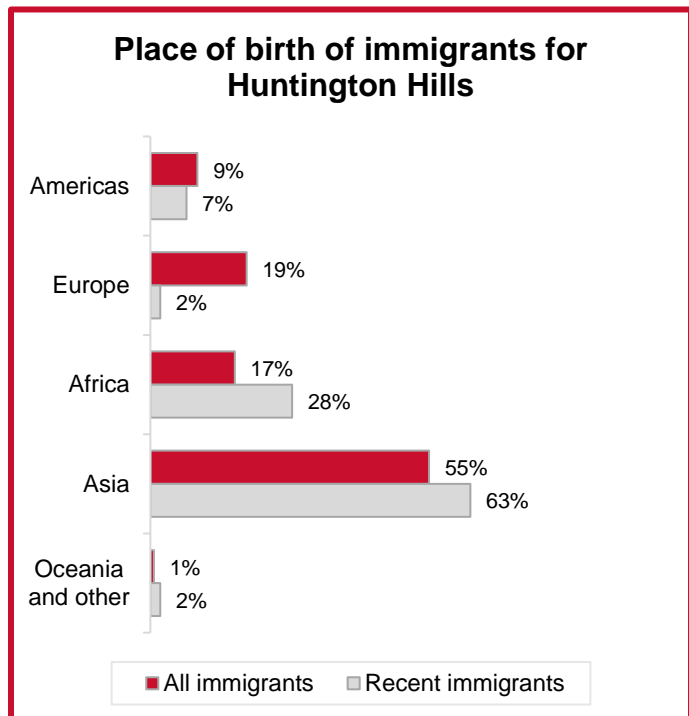 Place of birth of immigrants for
Huntington Hills
Americas
9%
7%
Europe
19%
2%
Africa
17%
28%
Asia
55%
63%
Oceania
and other
1%
2%
All immigrants
Recent immigrants